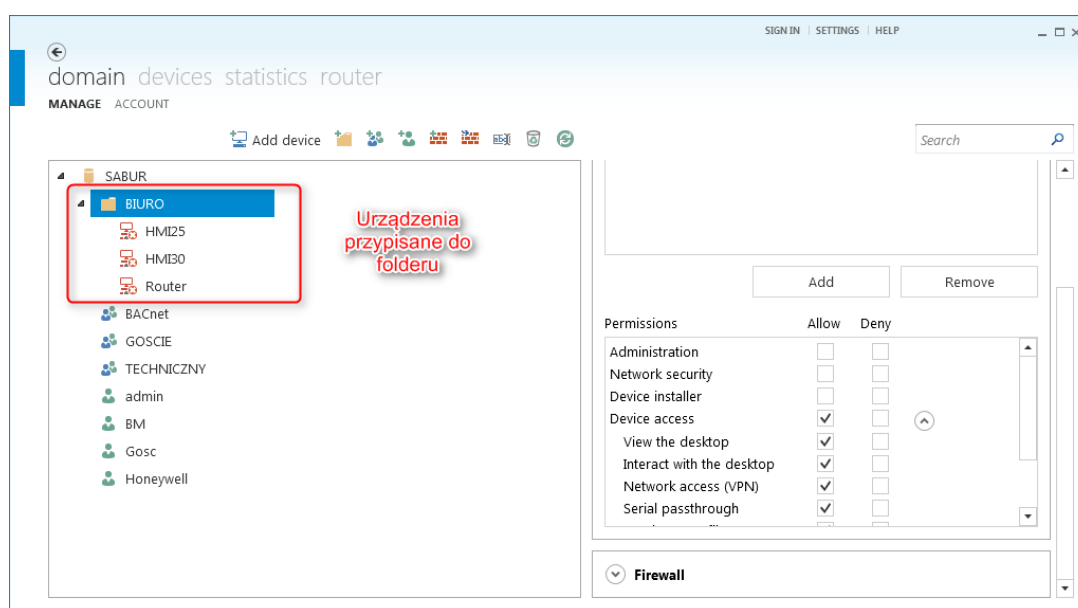 SIGN IN | SETTINGS | HELP
domain devices statistics router
MANAGE ACCOUNT
Add device
Search
SABUR
BIURO
HMI25
HMI30
Router
BACnet
GOSCIE
TECHNICZNY
admin
BM
Gosc
Honeywell
Urządzenia
przypisane do
folderu
Add Remove
Permissions Allow Deny
Administration
Network security
Device installer
Device access
View the desktop
Interact with the desktop
Network access (VPN)
Serial passthrough
Firewall